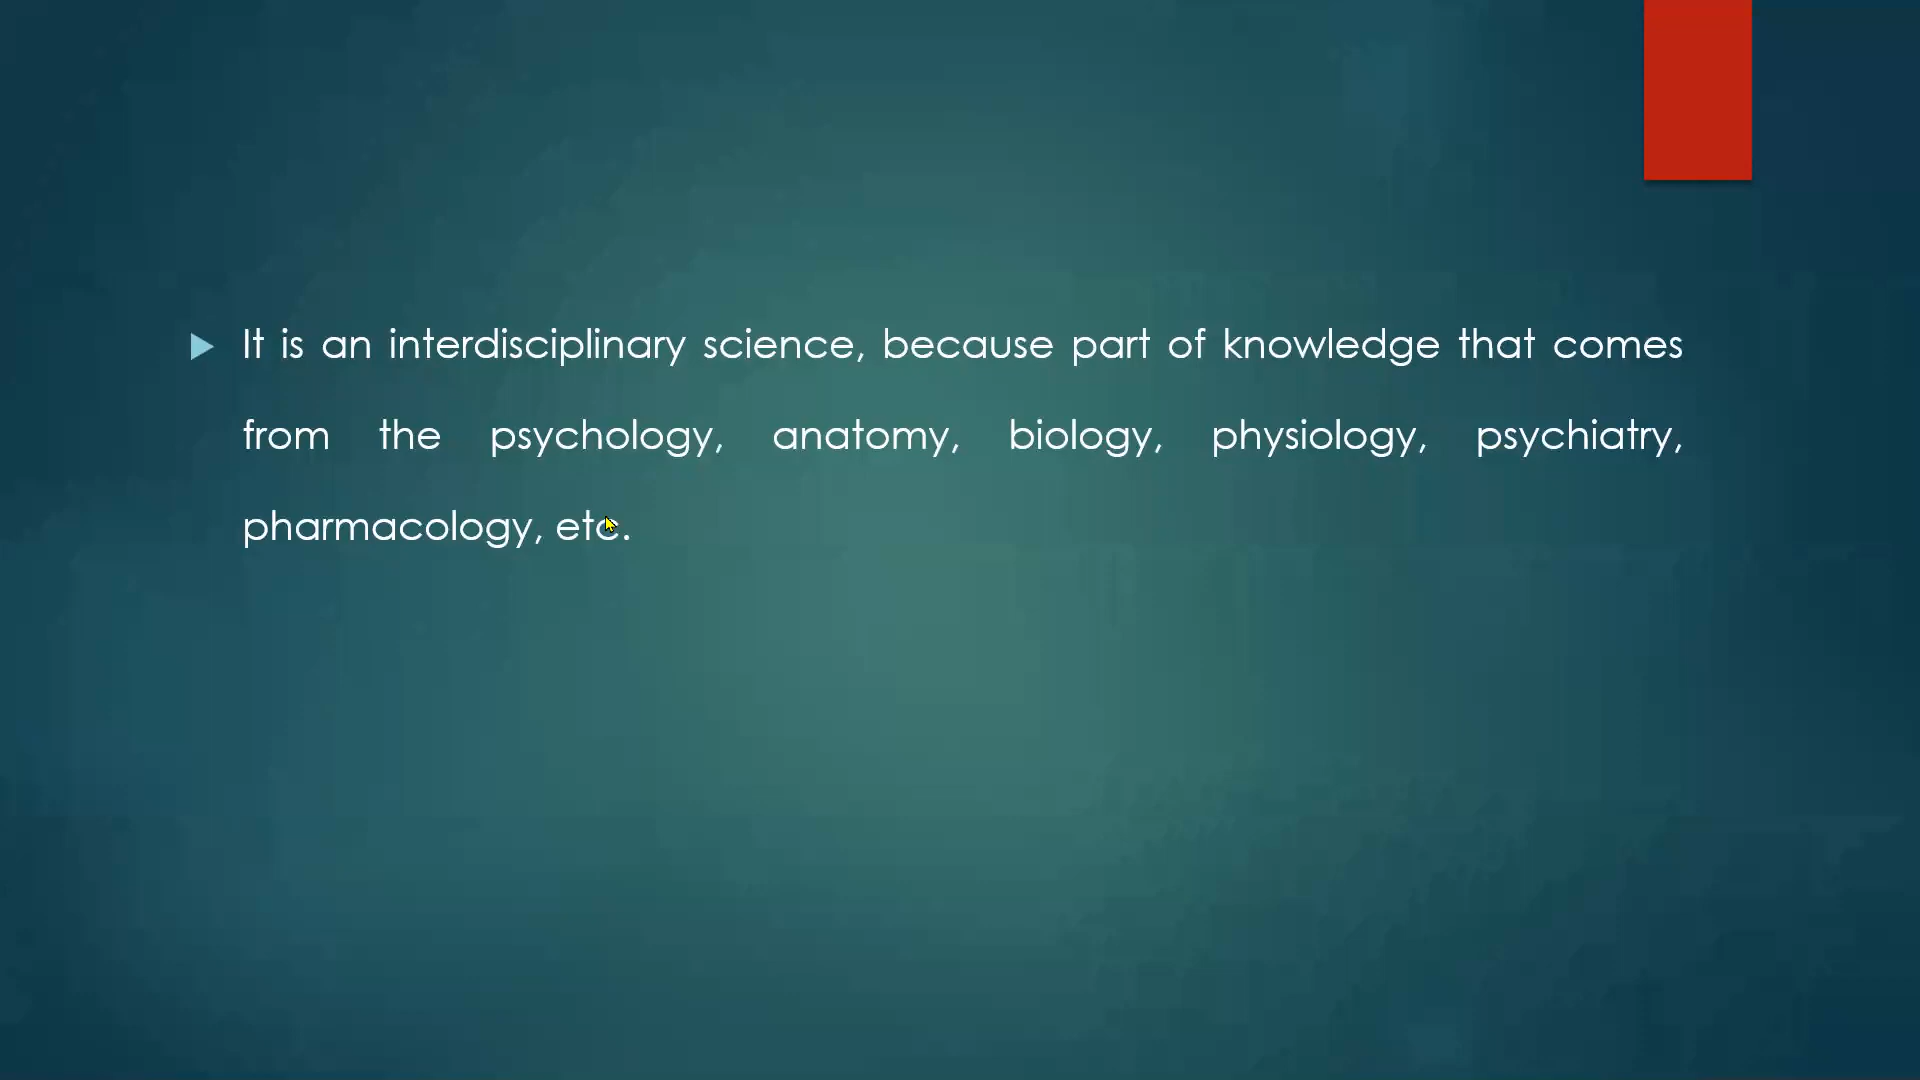 It is an interdisciplinary science, because part of knowledge that comes
from the psychology, anatomy, biology, physiology, psychiatry,
pharmacology, etc.